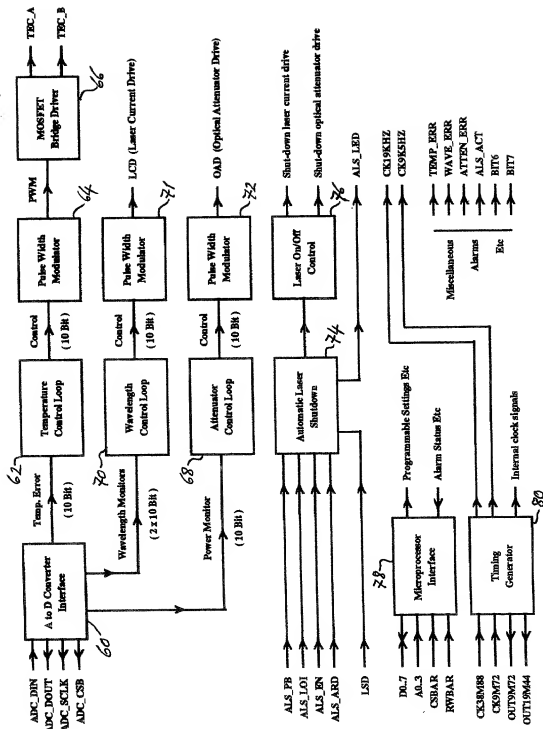 ADC_DIN
ADC_DOUT
ADC_SCLK
ADC_CSB
A to D Converter
Interface
60
Temp. Error
(10 Bit)
62
Temperature
Control Loop
Control
(10 Bit)
Pulse Width
Modulator
64
PWM
MOSFET
Bridge Driver
66
TEC_A
TEC_B
Wavelength Monitors
(2 x 10 Bit)
70
Wavelength
Control Loop
Control
(10 Bit)
Pulse Width
Modulator
71
LCD (Laser Current Drive)
Power Monitor
(10 Bit)
68
Attenuator
Control Loop
Control
(10 Bit)
Pulse Width
Modulator
72
OAD (Optical Attenuator Drive)
ALS_PB
ALS_LOI
ALS_EN
ALS_ARD
LSD
Automatic Laser
Shutdown
74
Laser On/Off
Control
76
Shut-down laser current drive
Shut-down optical attenuator drive
ALS_LED
D0..7
A0..3
CSBAR
RWBAR
78
Microprocessor
Interface
Programmable Settings Etc
Alarm Status Etc
CK38M88
CK9M72
OUT9M72
OUT19M44
Timing
Generator
80
Internal clock signals
CK19KHZ
CK9K5HZ
Miscellaneous
Alarms
Etc
TEMP_ERR
WAVE_ERR
ATTEN_ERR
ALS_ACT
BIT6
BIT7